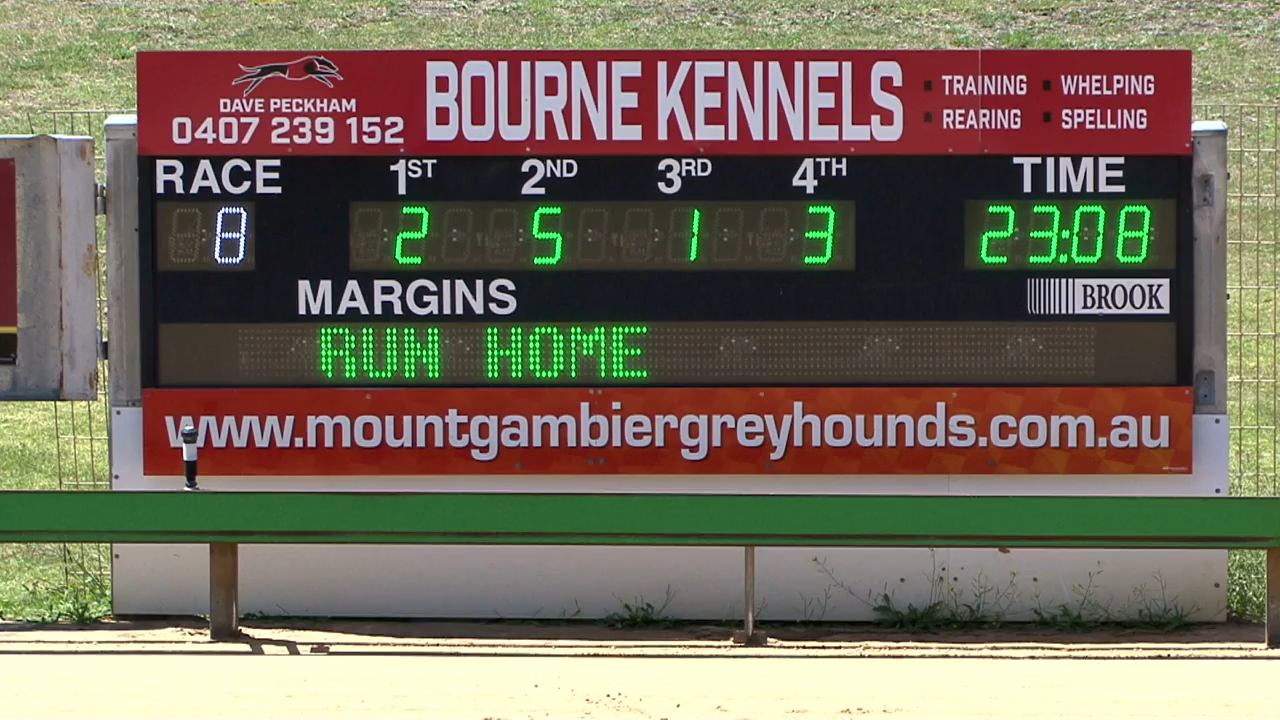 BOURNE KENNELS
DAVE PECKHAM
0407 239 152
TRAINING WHELPING
REARING SPELLING
RACE 1ST 2ND 3RD 4TH TIME
8 2 5 1 3 23.08
MARGINS
BROOK
RUN HOME
www.mountgambiergreyhounds.com.au